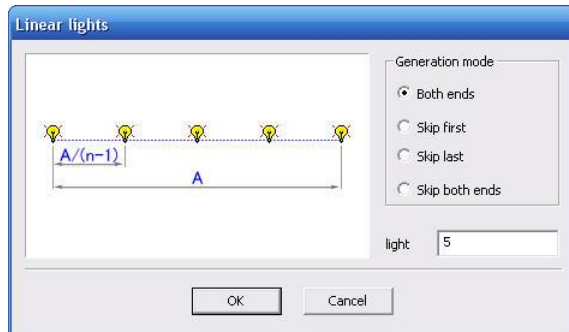 Linear lights
A/(n-1)
A
Generation mode
Both ends
Skip first
Skip last
Skip both ends
light 5
OK Cancel